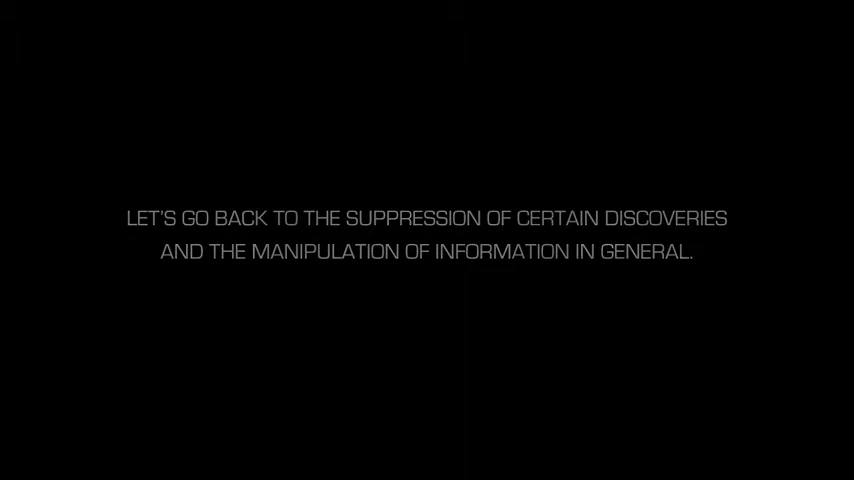 LET'S GO BACK TO THE SUPPRESSION OF CERTAIN DISCOVERIES
AND THE MANIPULATION OF INFORMATION IN GENERAL.